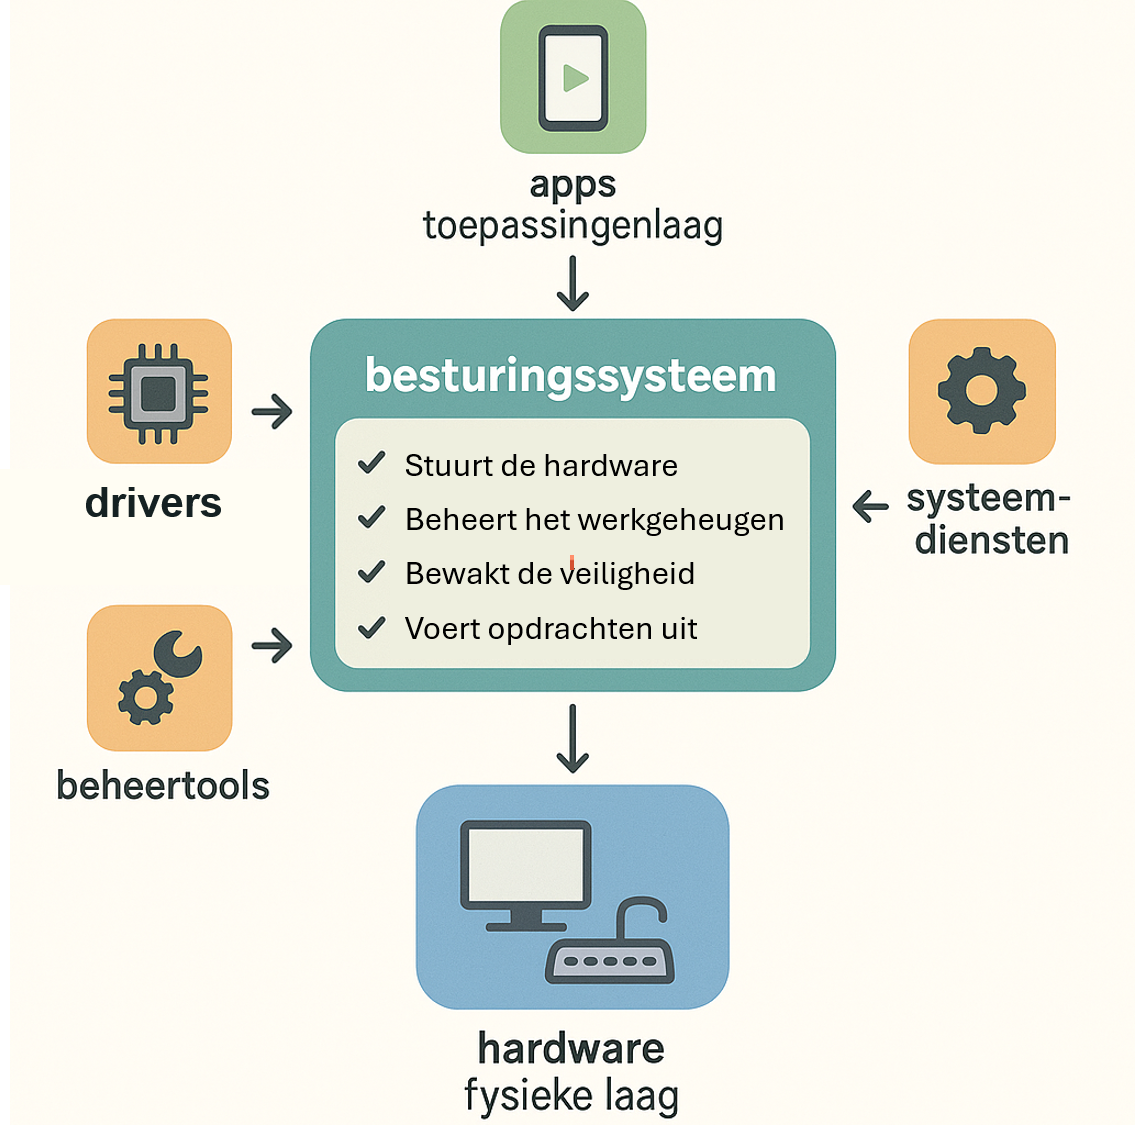 apps
toepassingenlaag
besturingssysteem
Stuurt de hardware
Beheert het werkgeheugen
Bewakt de veiligheid
Voert opdrachten uit
drivers
systeem-
diensten
beheertools
hardware
fysieke laag